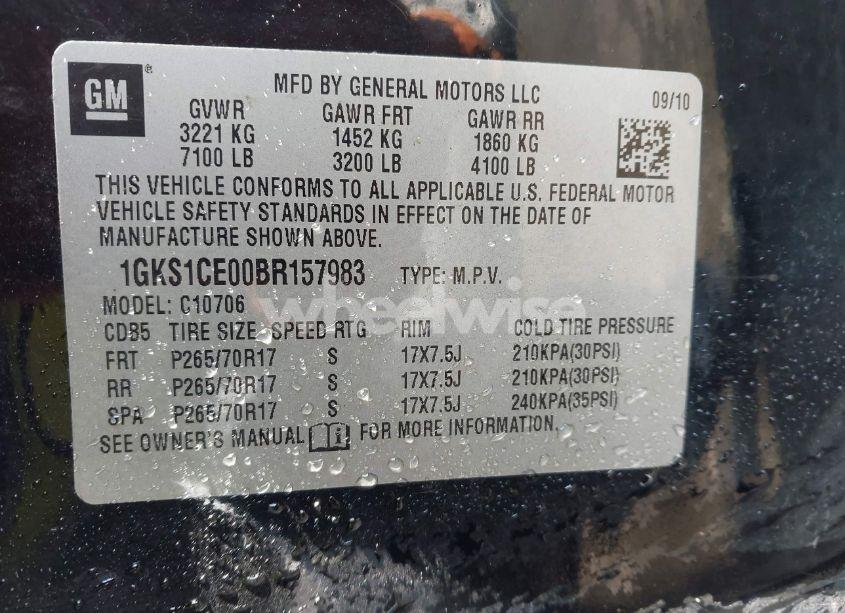 GM ®
MFD BY GENERAL MOTORS LLC 09/10
GVWR GAWR FRT GAWR RR
3221 KG 1452 KG 1860 KG
7100 LB 3200 LB 4100 LB
THIS VEHICLE CONFORMS TO ALL APPLICABLE U.S. FEDERAL MOTOR
VEHICLE SAFETY STANDARDS IN EFFECT ON THE DATE OF
MANUFACTURE SHOWN ABOVE.
1GKS1CE00BR157983 TYPE: M.P.V.
MODEL: C10706
wheelwise
CDB5 TIRE SIZE SPEED RTG RIM COLD TIRE PRESSURE
FRT P265/70R17 S 17X7.5J 210KPA(30PSI)
RR P265/70R17 S 17X7.5J 210KPA(30PSI)
SPA P265/70R17 S 17X7.5J 240KPA(35PSI)
SEE OWNER'S MANUAL FOR MORE INFORMATION.